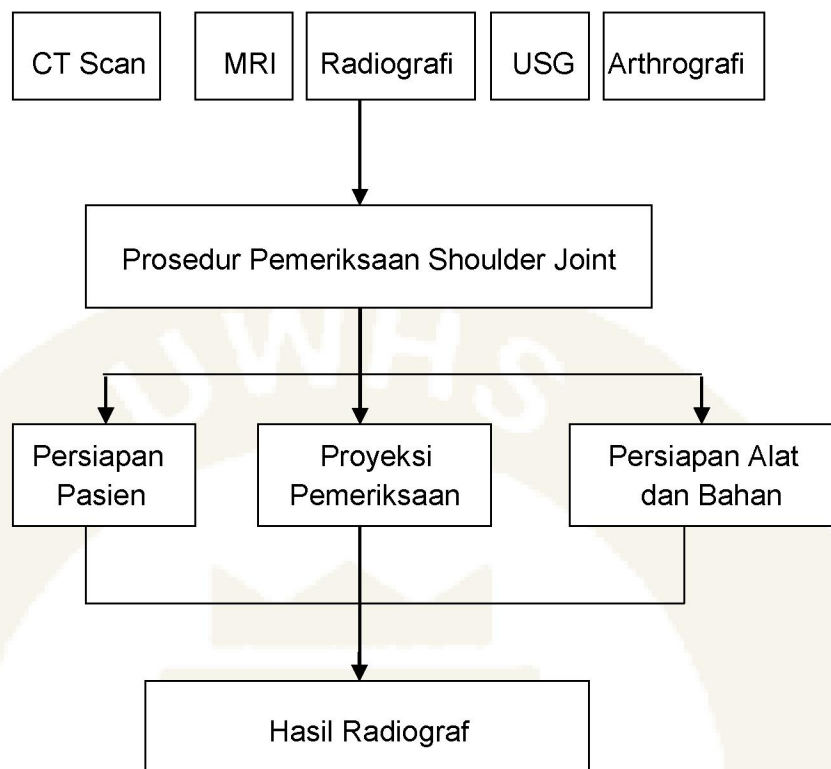 CT Scan
MRI
Radiografi
USG
Arthrografi
Prosedur Pemeriksaan Shoulder Joint
UWHS
Persiapan
Pasien
Proyeksi
Pemeriksaan
Persiapan Alat
dan Bahan
Hasil Radiograf